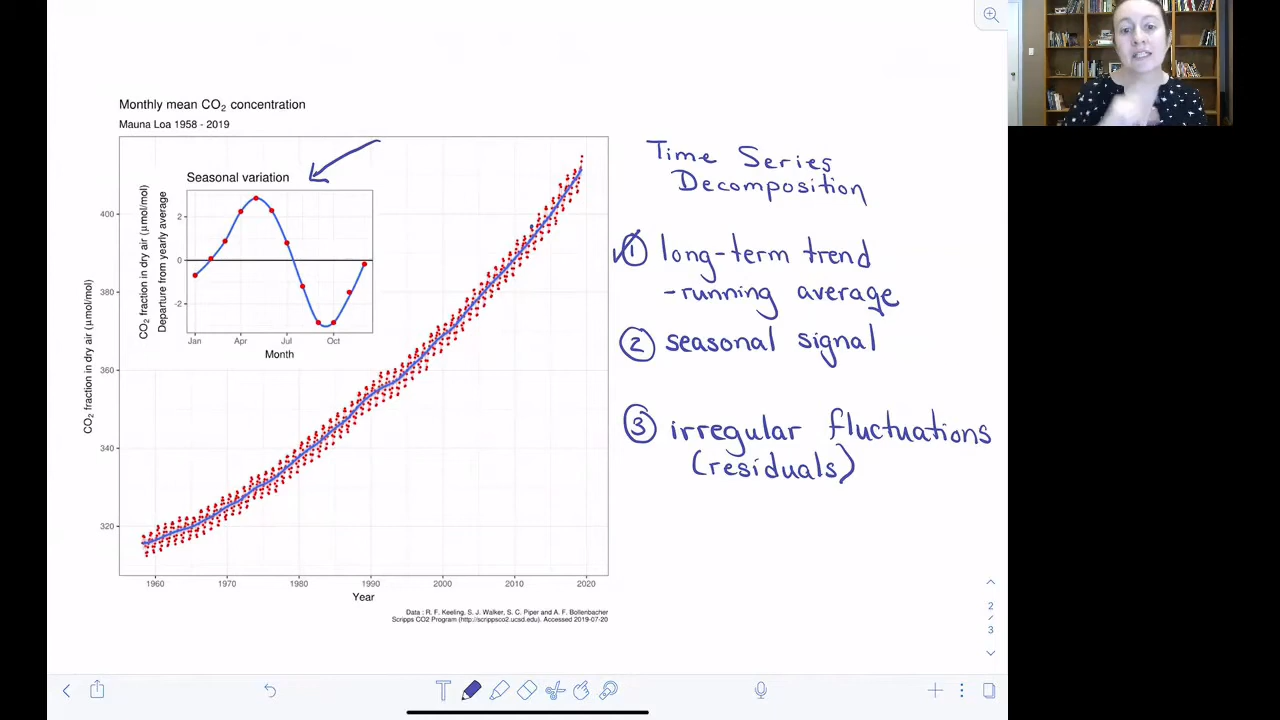 Monthly mean CO₂ concentration
Mauna Loa 1958 - 2019
Seasonal variation
CO₂ fraction in dry air (μmol/mol)
Departure from yearly average
2
0
-2
Jan Apr Jul Oct
Month
CO₂ fraction in dry air (μmol/mol)
400
380
360
340
320
1960 1970 1980 1990 2000 2010 2020
Year
Data : R. F. Keeling, S. J. Walker, S. C. Piper and A. F. Bollenbacher
Scripps CO2 Program (http://scrippsco2.ucsd.edu). Accessed 2019-07-20
Time Series
Decomposition
① long-term trend
-running average
② seasonal signal
③ irregular fluctuations
(residuals)
2
/
3
T